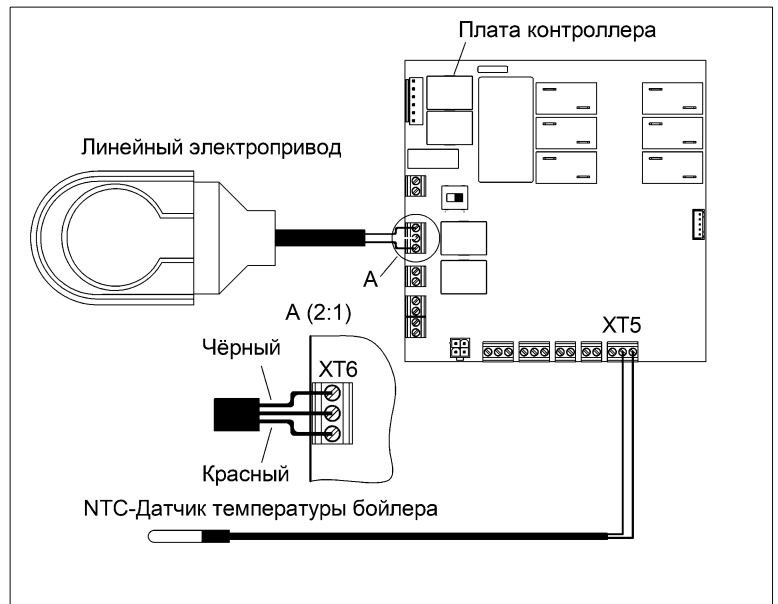 Плата контроллера
Линейный электропривод
А
А (2:1)
XT5
Чёрный
XT6
Красный
NTC-Датчик температуры бойлера